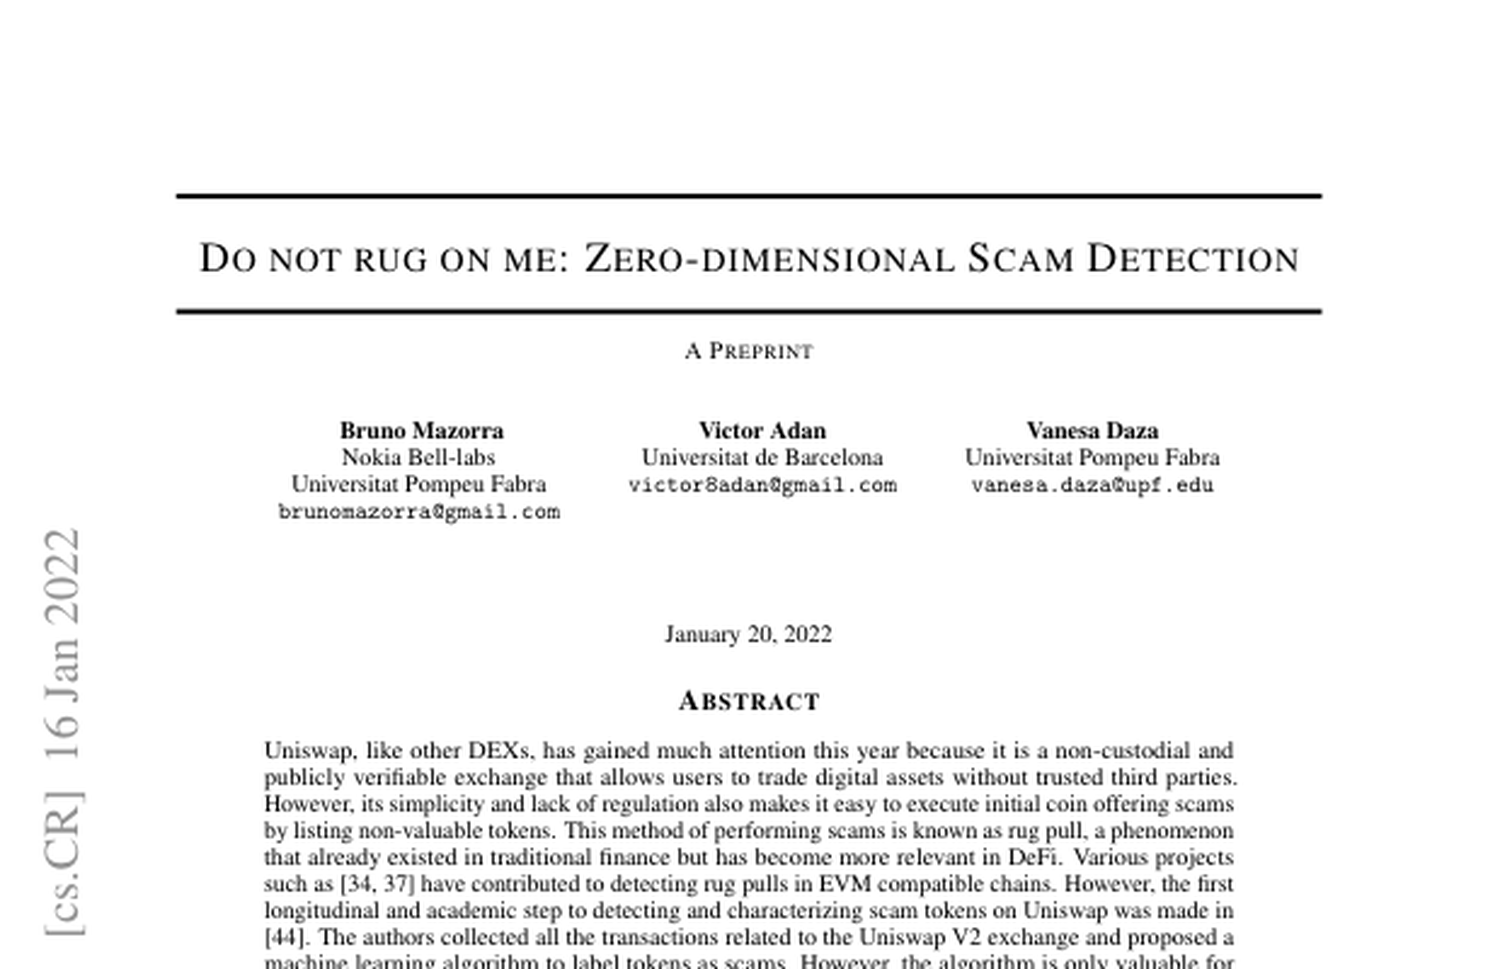 DO NOT RUG ON ME: ZERO-DIMENSIONAL SCAM DETECTION
A PREPRINT
Bruno Mazorra
Nokia Bell-labs
Universitat Pompeu Fabra
brunomazorra@gmail.com
Victor Adan
Universitat de Barcelona
victor8adan@gmail.com
Vanesa Daza
Universitat Pompeu Fabra
vanesa.daza@upf.edu
January 20, 2022
ABSTRACT
Uniswap, like other DEXs, has gained much attention this year because it is a non-custodial and
publicly verifiable exchange that allows users to trade digital assets without trusted third parties.
However, its simplicity and lack of regulation also makes it easy to execute initial coin offering scams
by listing non-valuable tokens. This method of performing scams is known as rug pull, a phenomenon
that already existed in traditional finance but has become more relevant in DeFi. Various projects
such as [34, 37] have contributed to detecting rug pulls in EVM compatible chains. However, the first
longitudinal and academic step to detecting and characterizing scam tokens on Uniswap was made in
[44]. The authors collected all the transactions related to the Uniswap V2 exchange and proposed a
machine learning algorithm to label tokens as scams. However, the algorithm is only valuable for
[cs.CR] 16 Jan 2022